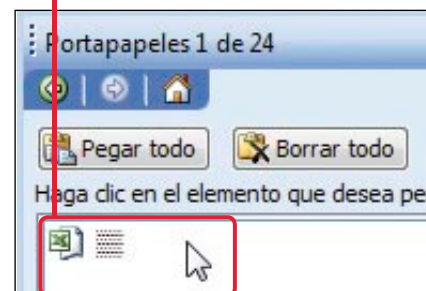 Portapapeles 1 de 24
Pegar todo Borrar todo
Haga clic en el elemento que desea pe